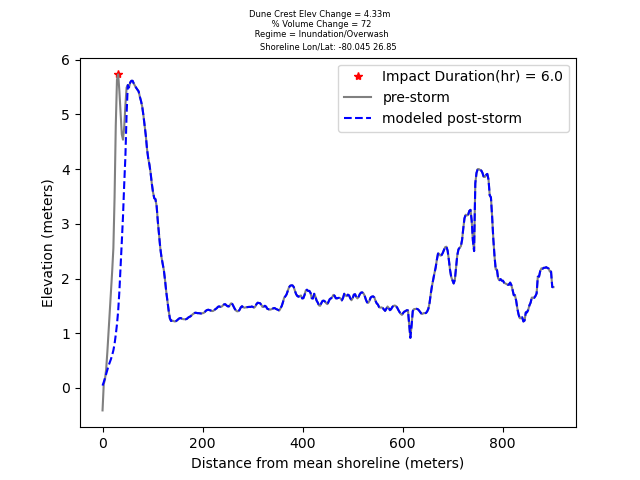 Dune Crest Elev Change = 4.33m
% Volume Change = 72
Regime = Inundation/Overwash
Shoreline Lon/Lat: -80.045 26.85
Impact Duration(hr) = 6.0
pre-storm
modeled post-storm
6
5
4
3
2
1
0
Elevation (meters)
0 200 400 600 800
Distance from mean shoreline (meters)